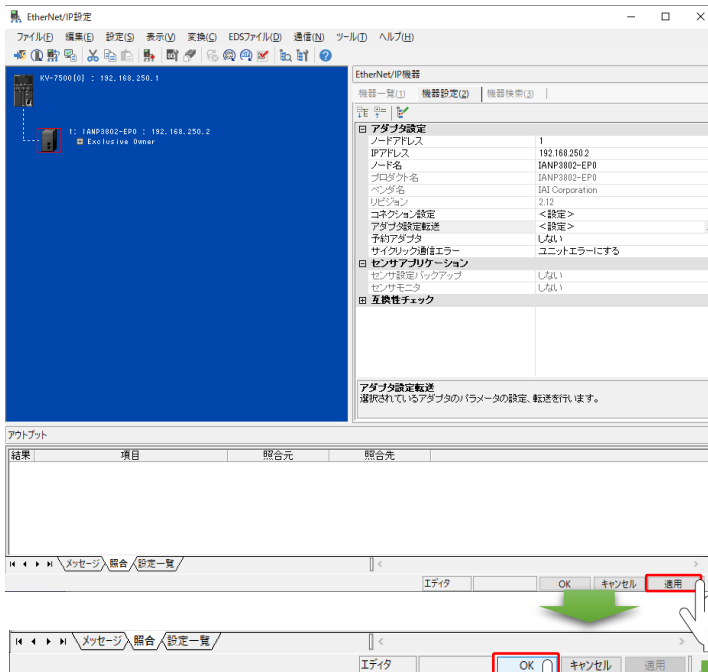 EtherNet/IP設定
ファイル(F) 編集(E) 設定(S) 表示(V) 変換(C) EDSファイル(D) 通信(N) ツール(T) ヘルプ(H)
KV-7500[0] : 192.168.250.1
1: IANP3802-EP0 : 192.168.250.2
Exclusive Owner
EtherNet/IP機器
機器一覧(1) 機器設定(2) 機器検索(3)
アダプタ設定
ノードアドレス 1
IPアドレス 192.168.250.2
ノード名 IANP3802-EP0
プロダクト名 IANP3802-EP0
ベンダ名 IAI Corporation
リビジョン 2.12
コネクション設定 <設定>
アダプタ設定転送 <設定>
予約アダプタ しない
サイクリック通信エラー ユニットエラーにする
センサアプリケーション
センサ設定バックアップ しない
センサモニタ しない
互換性チェック
アダプタ設定転送
選択されているアダプタのパラメータの設定、転送を行います。
アウトプット
結果 項目 照合元 照合先
メッセージ 照合 設定一覧
エディタ OK キャンセル 適用
メッセージ 照合 設定一覧
エディタ OK キャンセル 適用